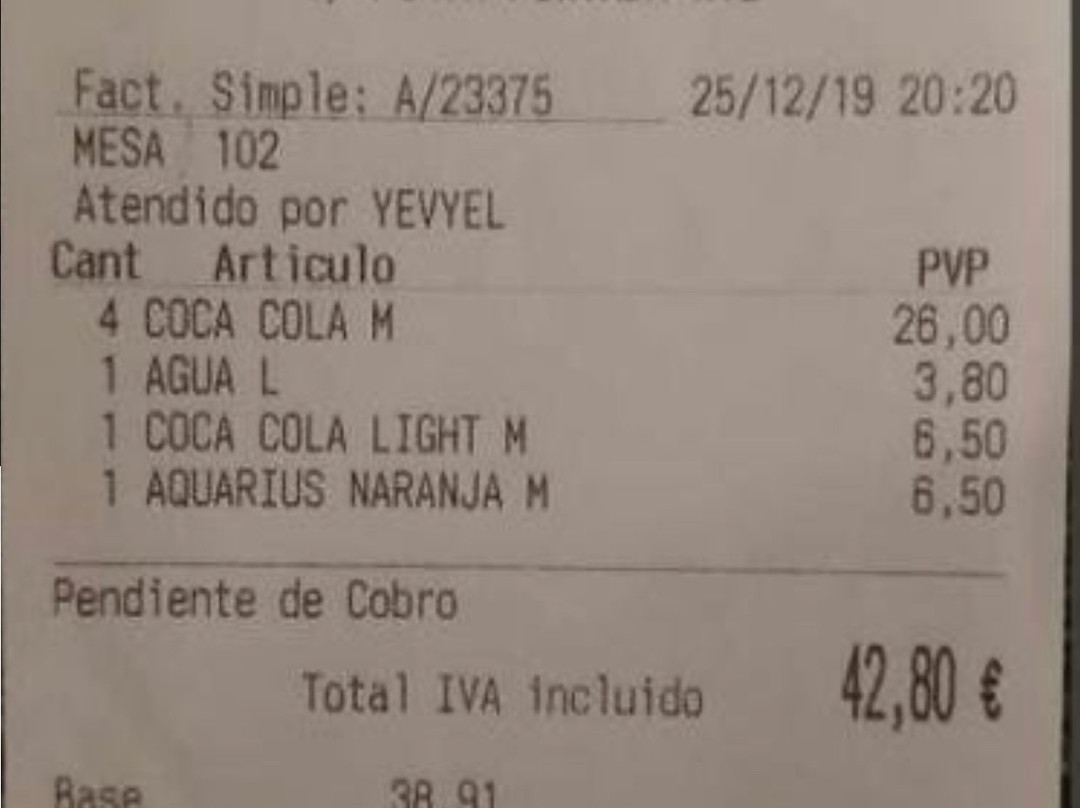 Fact. Simple: A/23375 25/12/19 20:20
MESA 102
Atendido por YEVYEL
Cant Articulo PVP
4 COCA COLA M 26,00
1 AGUA L 3,80
1 COCA COLA LIGHT M 6,50
1 AQUARIUS NARANJA M 6,50
Pendiente de Cobro
Total IVA incluido 42,80 €
Base 38,91